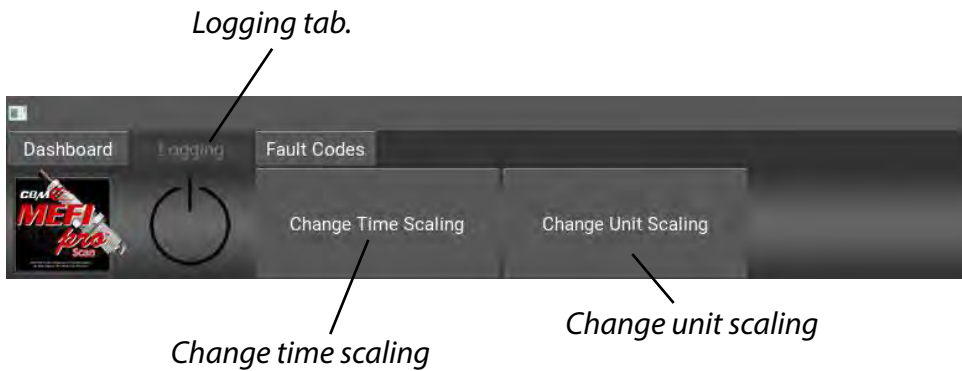 Logging tab.
Dashboard
Logging
Fault Codes
CBM
MEFI
pro
Scan
Change Time Scaling
Change Unit Scaling
Change unit scaling
Change time scaling